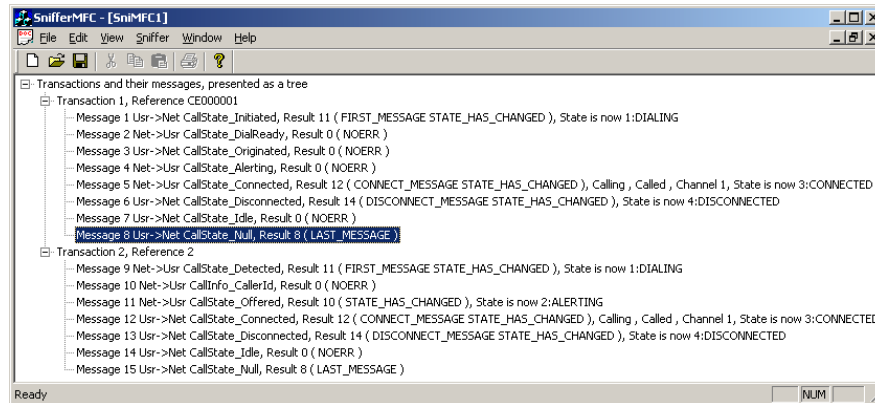 SnifferMFC - [SniMFC1]
File Edit View Sniffer Window Help
Transactions and their messages, presented as a tree
Transaction 1, Reference CE000001
Message 1 Usr->Net CallState_Initiated, Result 11 ( FIRST_MESSAGE STATE_HAS_CHANGED ), State is now 1:DIALING
Message 2 Net->Usr CallState_DialReady, Result 0 ( NOERR )
Message 3 Usr->Net CallState_Originated, Result 0 ( NOERR )
Message 4 Net->Usr CallState_Alerting, Result 0 ( NOERR )
Message 5 Net->Usr CallState_Connected, Result 12 ( CONNECT_MESSAGE STATE_HAS_CHANGED ), Calling , Called , Channel 1, State is now 3:CONNECTED
Message 6 Usr->Net CallState_Disconnected, Result 14 ( DISCONNECT_MESSAGE STATE_HAS_CHANGED ), State is now 4:DISCONNECTED
Message 7 Usr->Net CallState_Idle, Result 0 ( NOERR )
Message 8 Usr->Net CallState_Null, Result 8 ( LAST_MESSAGE )
Transaction 2, Reference 2
Message 9 Net->Usr CallState_Detected, Result 11 ( FIRST_MESSAGE STATE_HAS_CHANGED ), State is now 1:DIALING
Message 10 Net->Usr CallInfo_CallerId, Result 0 ( NOERR )
Message 11 Net->Usr CallState_Offered, Result 10 ( STATE_HAS_CHANGED ), State is now 2:ALERTING
Message 12 Usr->Net CallState_Connected, Result 12 ( CONNECT_MESSAGE STATE_HAS_CHANGED ), Calling , Called , Channel 1, State is now 3:CONNECTED
Message 13 Usr->Net CallState_Disconnected, Result 14 ( DISCONNECT_MESSAGE STATE_HAS_CHANGED ), State is now 4:DISCONNECTED
Message 14 Usr->Net CallState_Idle, Result 0 ( NOERR )
Message 15 Usr->Net CallState_Null, Result 8 ( LAST_MESSAGE )
Ready NUM